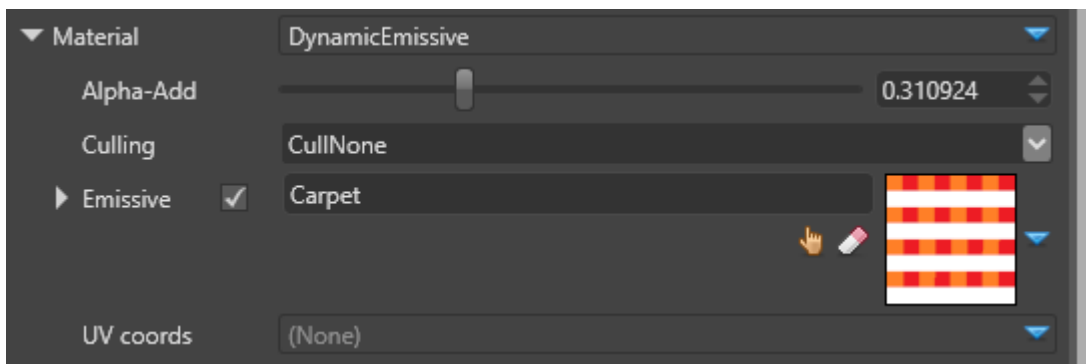 Material DynamicEmissive
Alpha-Add 0.310924
Culling CullNone
Emissive Carpet
UV coords (None)